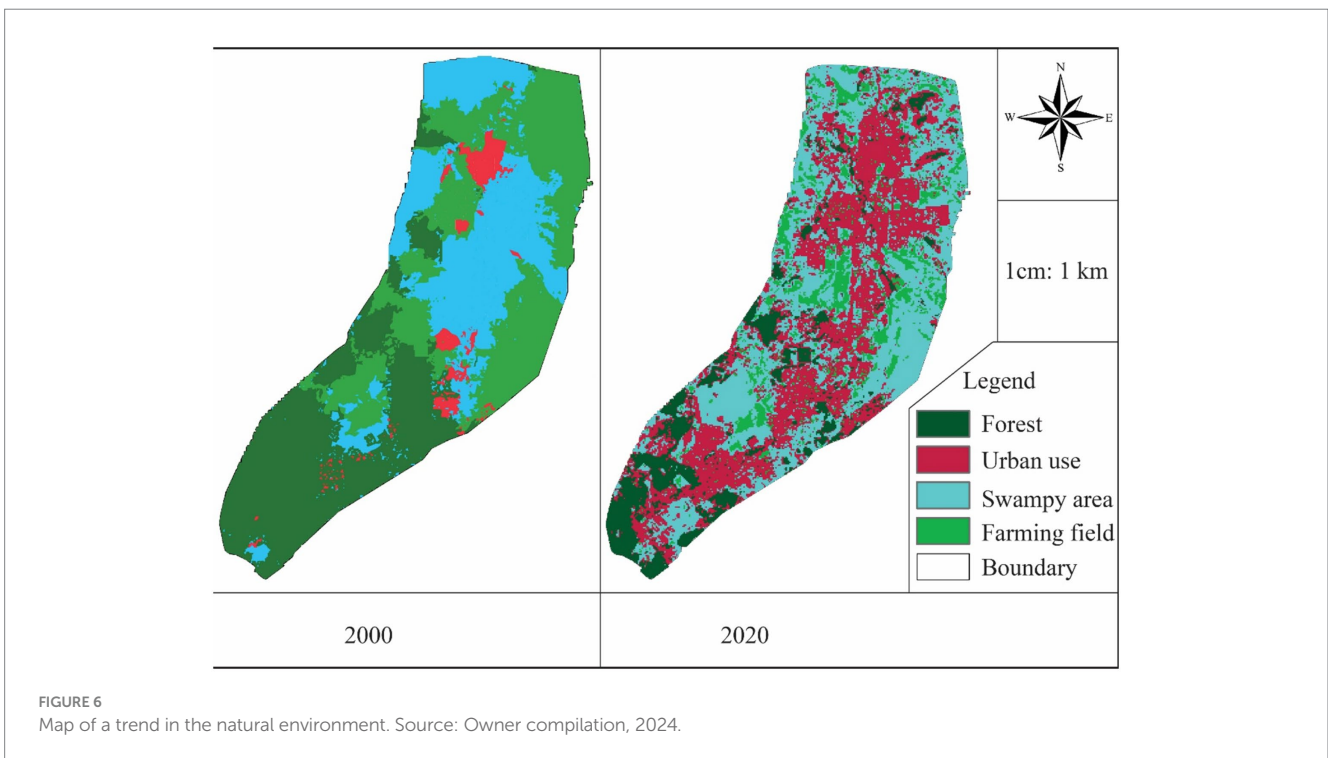 N
W
E
S
1cm: 1 km
Legend
Forest
Urban use
Swampy area
Farming field
Boundary
2000
2020
FIGURE 6
Map of a trend in the natural environment. Source: Owner compilation, 2024.